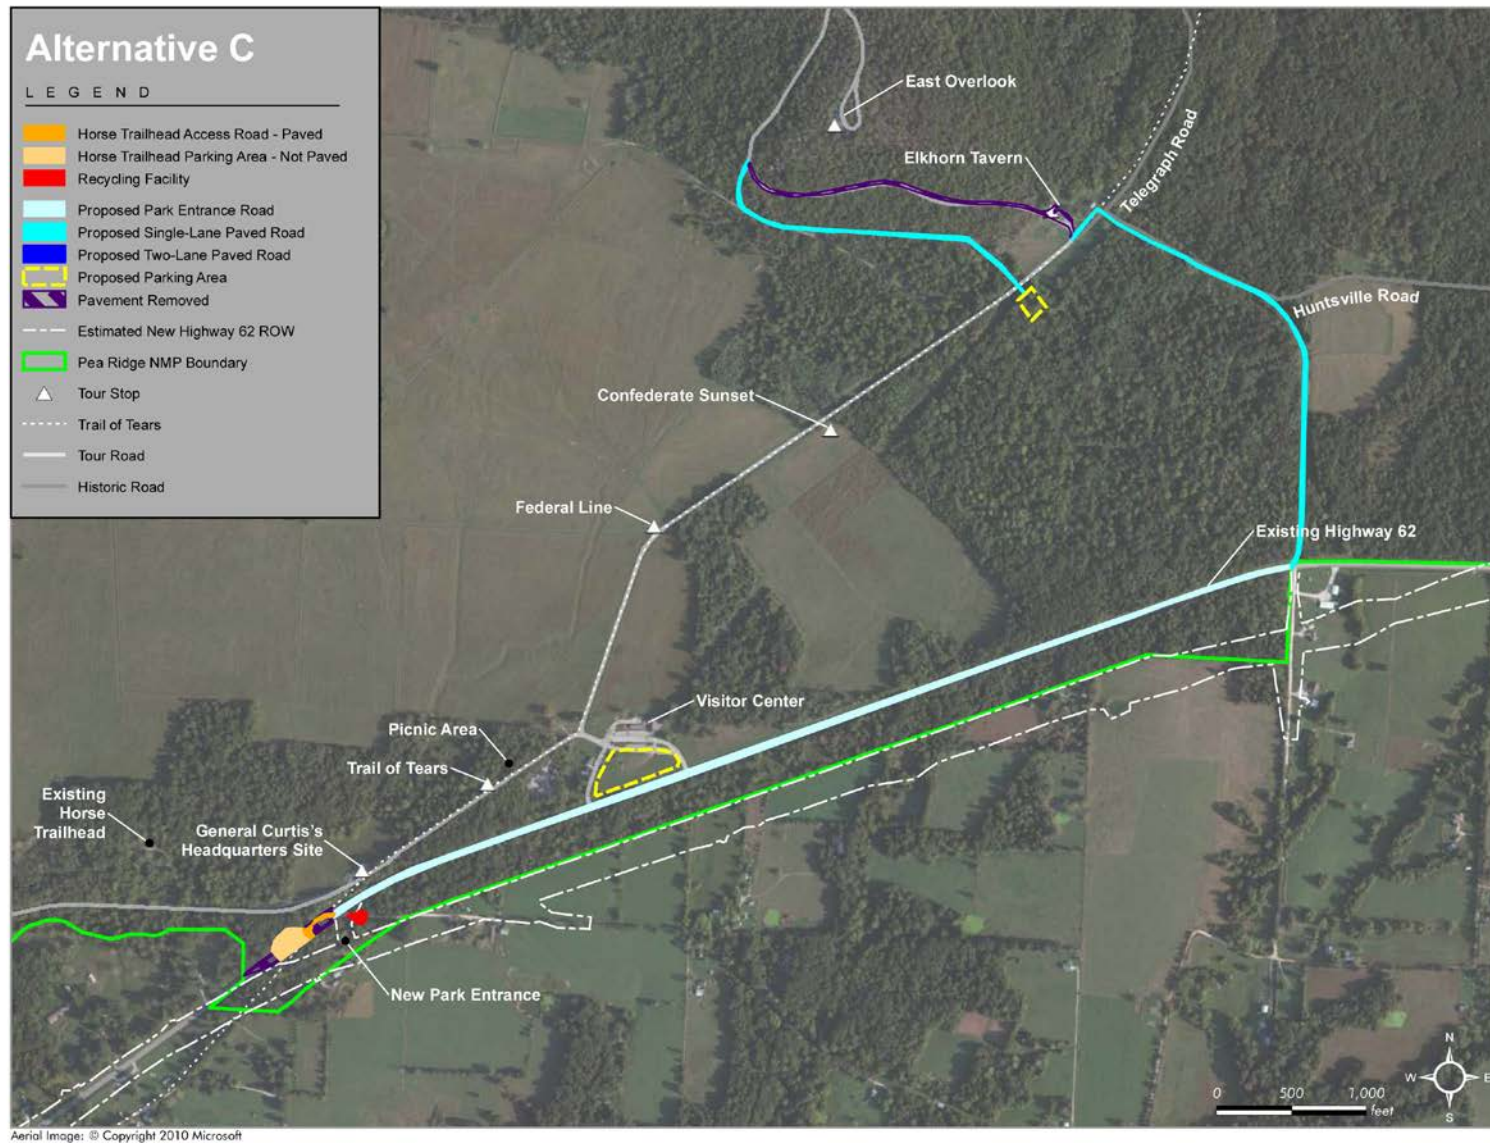 Alternative C
LEGEND
Horse Trailhead Access Road - Paved
Horse Trailhead Parking Area - Not Paved
Recycling Facility
Proposed Park Entrance Road
Proposed Single-Lane Paved Road
Proposed Two-Lane Paved Road
Proposed Parking Area
Pavement Removed
Estimated New Highway 62 ROW
Pea Ridge NMP Boundary
Tour Stop
Trail of Tears
Tour Road
Historic Road
East Overlook
Elkhorn Tavern
Telegraph Road
Huntsville Road
Confederate Sunset
Federal Line
Existing Highway 62
Visitor Center
Picnic Area
Trail of Tears
Existing
Horse
Trailhead
General Curtis's
Headquarters Site
New Park Entrance
N
W
E
S
0 500 1,000
feet
Aerial Image: © Copyright 2010 Microsoft